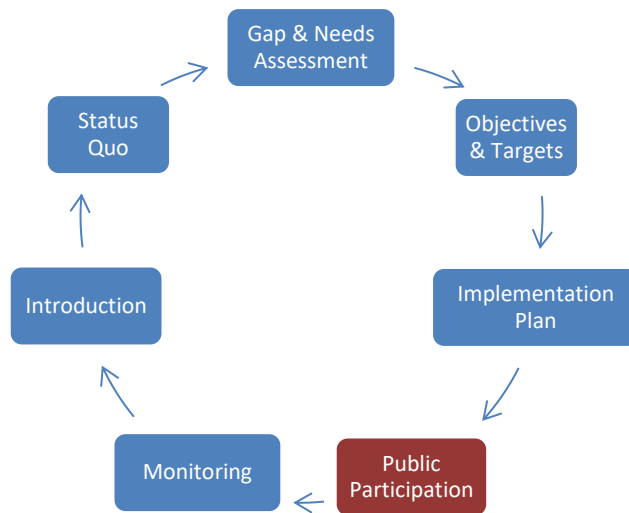 Gap & Needs
Assessment
Status
Quo
Objectives
& Targets
Introduction
Implementation
Plan
Monitoring
Public
Participation